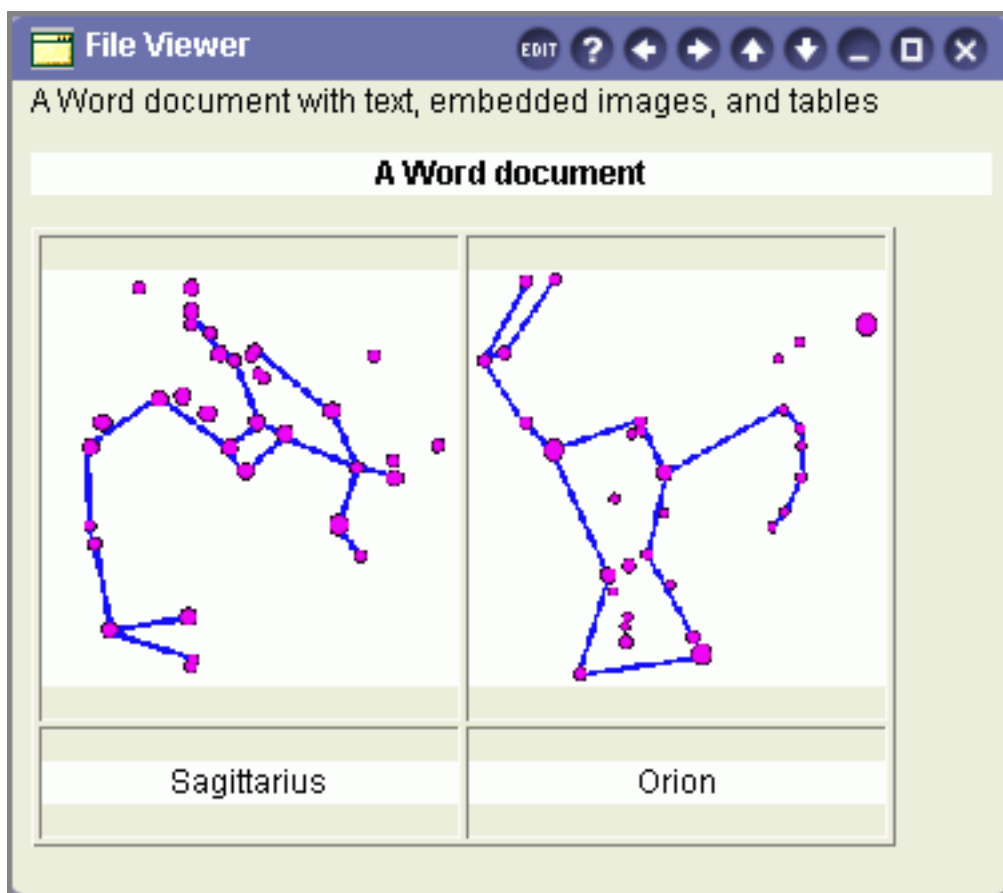 File Viewer
EDIT ?
A Word document with text, embedded images, and tables
A Word document
Sagittarius
Orion